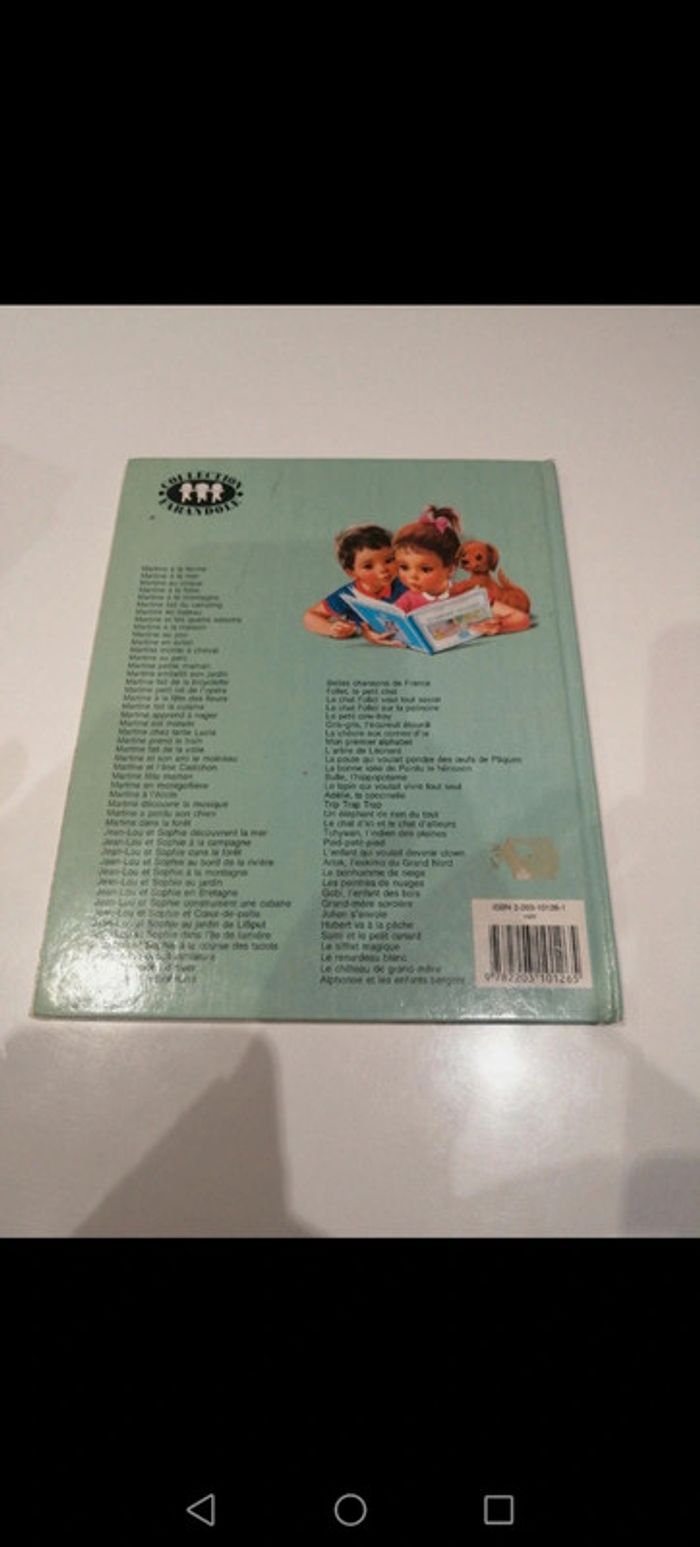 COLLECTION
FARANDOLE
Martine à la ferme
Martine à la mer
Martine au cirque
Martine à la foire
Martine à la montagne
Martine fait du camping
Martine en bateau
Martine et les quatre saisons
Martine à la maison
Martine au zoo
Martine en avion
Martine monte à cheval
Martine au parc
Martine petite maman
Martine embellit son jardin
Martine fait de la bicyclette
Martine petit rat de l'opéra
Martine à la fête des fleurs
Martine fait la cuisine
Martine apprend à nager
Martine est malade
Martine chez tante Lucie
Martine prend le train
Martine fait de la voile
Martine et son ami le moineau
Martine et l'âne Cadichon
Martine fête maman
Martine en montgolfière
Martine à l'école
Martine découvre la musique
Martine a perdu son chien
Martine dans la forêt
Jean-Lou et Sophie découvrent la mer
Jean-Lou et Sophie à la campagne
Jean-Lou et Sophie dans la forêt
Jean-Lou et Sophie au bord de la rivière
Jean-Lou et Sophie à la montagne
Jean-Lou et Sophie au jardin
Jean-Lou et Sophie en Bretagne
Jean-Lou et Sophie construisent une cabane
Jean-Lou et Sophie et Cœur-de-paille
Jean-Lou et Sophie au jardin de Lilliput
et Sophie dans l'île de lumière
et Sophie à la course des tacots
Belles chansons de France
Follet, le petit chat
Le chat Follet veut tout savoir
Le chat Follet sur la péniche
Le petit cow-boy
Gris-gris, l'écureuil étourdi
La chèvre aux cornes d'or
Mon premier alphabet
L'arbre de Léonard
La poule qui voulait pondre des œufs de Pâques
La bonne idée de Pointu le hérisson
Bulle, l'hippopotame
Le lapin qui voulait vivre tout seul
Adèle, la coccinelle
Trip Trap Trop
Un éléphant de rien du tout
Le chat d'ici et le chat d'ailleurs
Tchywan, l'indien des plaines
Pied-petit-pied
L'enfant qui voulait devenir clown
l'eskimo du Grand Nord
Le bonhomme de neige
Les peintres de nuages
Gobi, l'enfant des bois
Grand-mère sorcière
Julien s'envole
Hubert va à la pêche
Sami et le petit canard
Le sifflet magique
Le renardeau blanc
Le château de grand-mère
Alphonse et les enfants bergers
ISBN 2-203-10126-1
9 782203 101265